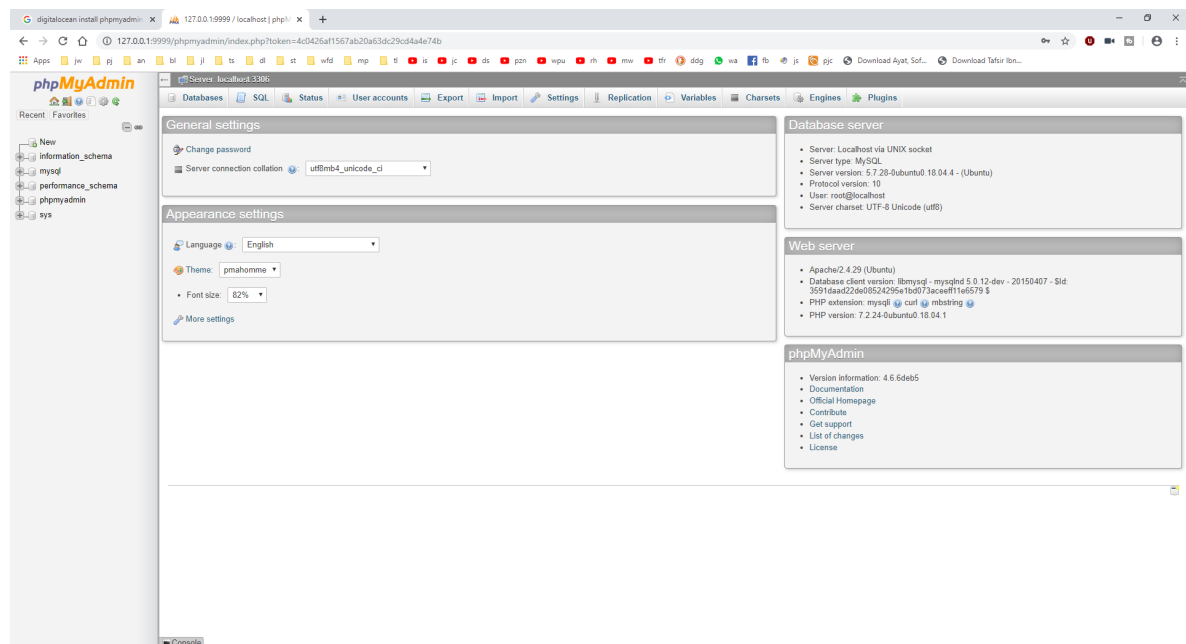 digitalocean install phpmyadmin
127.0.0.1:9999 / localhost | phpM
127.0.0.1:9999/phpmyadmin/index.php?token=4c0426af1567ab20a63dc29cd4a4e74b
Apps jw pj an bl jl ts dl st wfd mp tl is jc ds pzn wpu rh mw tfr ddg wa fb js pjc Download Ayat, Sof... Download Tafsir Ibn...
phpMyAdmin
Recent Favorites
New
information_schema
mysql
performance_schema
phpmyadmin
sys
Server: localhost:3306
Databases SQL Status User accounts Export Import Settings Replication Variables Charsets Engines Plugins
General settings
Change password
Server connection collation : utf8mb4_unicode_ci
Appearance settings
Language : English
Theme: pmahomme
• Font size: 82%
More settings
Database server
• Server: Localhost via UNIX socket
• Server type: MySQL
• Server version: 5.7.28-0ubuntu0.18.04.4 - (Ubuntu)
• Protocol version: 10
• User: root@localhost
• Server charset: UTF-8 Unicode (utf8)
Web server
• Apache/2.4.29 (Ubuntu)
• Database client version: libmysql - mysqlnd 5.0.12-dev - 20150407 - $Id:
3591daad22de08524295e1bd073aceeff11e6579 $
• PHP extension: mysqli curl mbstring
• PHP version: 7.2.24-0ubuntu0.18.04.1
phpMyAdmin
• Version information: 4.6.6deb5
• Documentation
• Official Homepage
• Contribute
• Get support
• List of changes
• License
Console